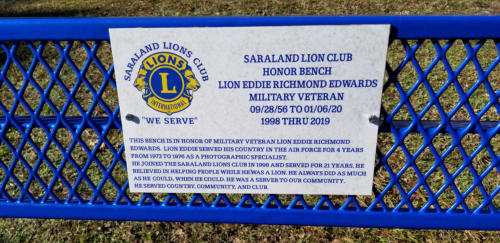 SARALAND LIONS CLUB
LIONS
L
INTERNATIONAL
"WE SERVE"
SARALAND LION CLUB
HONOR BENCH
LION EDDIE RICHMOND EDWARDS
MILITARY VETERAN
09/28/56 TO 01/06/20
1998 THRU 2019
THIS BENCH IS IN HONOR OF MILITARY VETERAN LION EDDIE RICHMOND
EDWARDS. LION EDDIE SERVED HIS COUNTRY IN THE AIR FORCE FOR 4 YEARS
FROM 1973 TO 1976 AS A PHOTOGRAPHIC SPECIALIST.
HE JOINED THE SARALAND LIONS CLUB IN 1998 AND SERVED FOR 21 YEARS. HE
BELIEVED IN HELPING PEOPLE WHILE HE WAS A LION. HE ALWAYS DID AS MUCH
AS HE COULD, WHEN HE COULD. HE WAS A SERVER TO OUR COMMUNITY.
HE SERVED COUNTRY, COMMUNITY, AND CLUB.